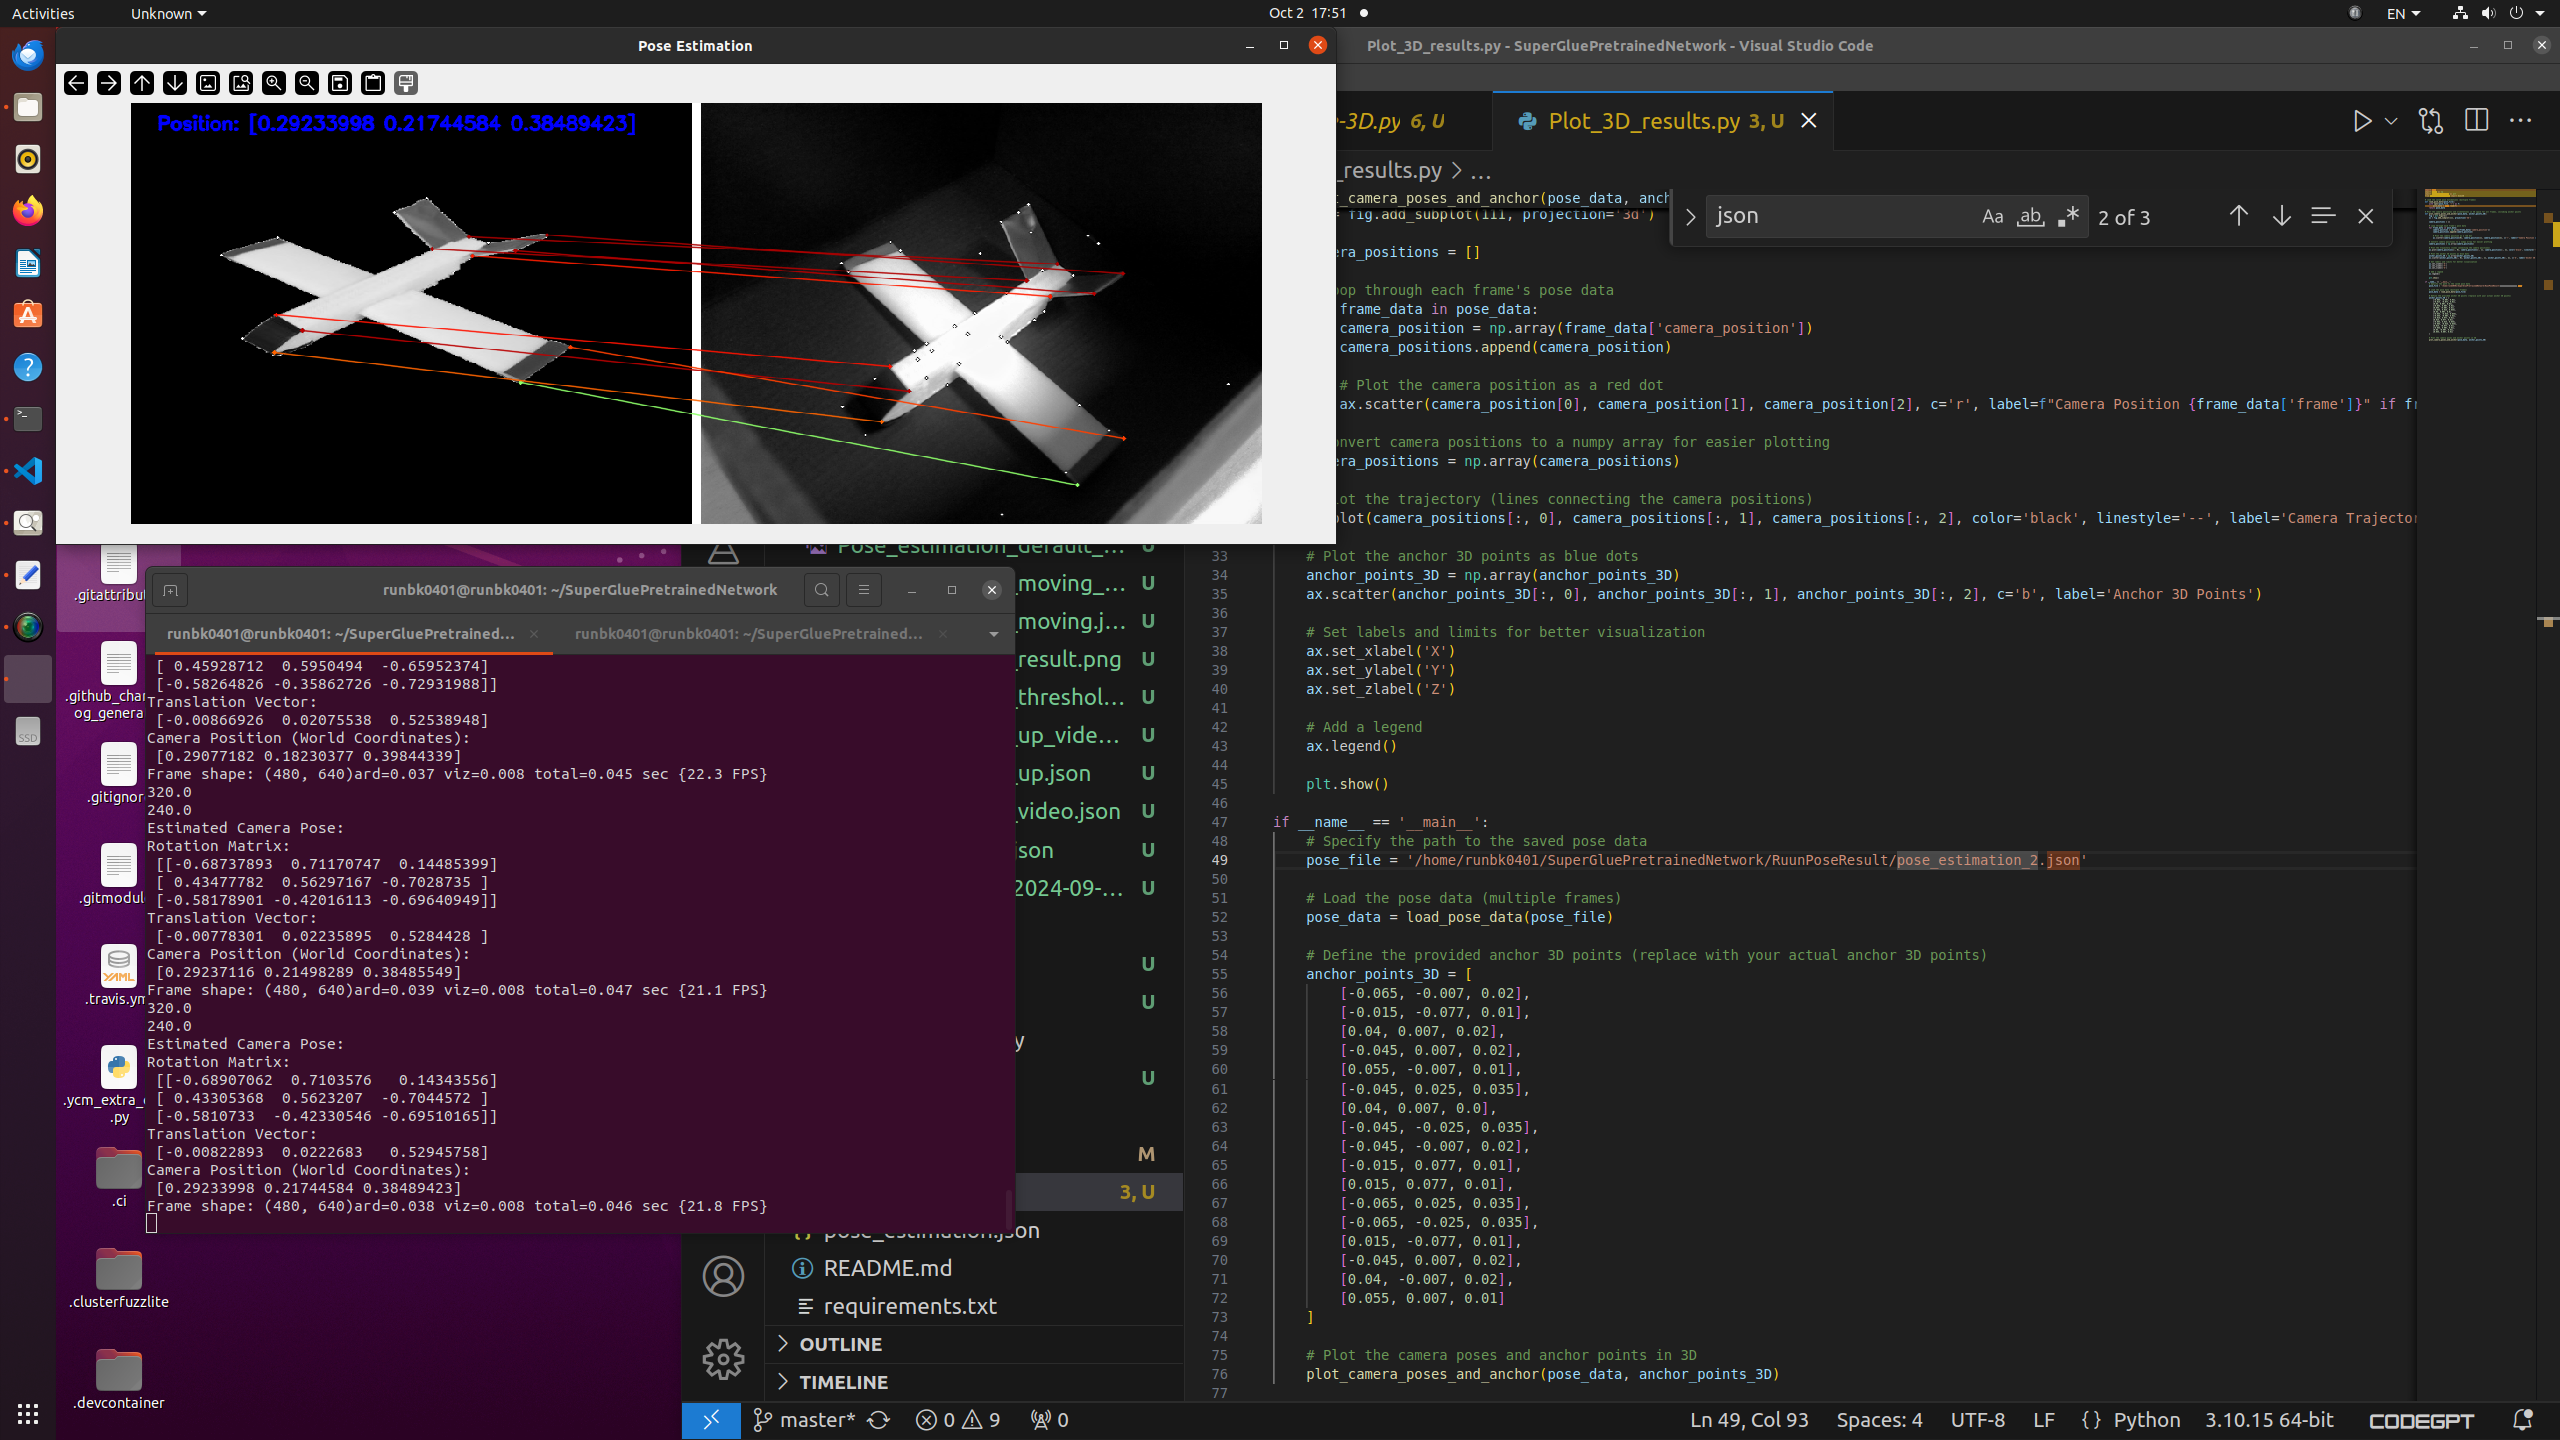 Activities
Unknown
Oct 2 17:51
EN
Pose Estimation
Plot_3D_results.py - SuperGluePretrainedNetwork - Visual Studio Code
Position: [0.29233998 0.21744584 0.38489423]
-3D.py 6, U
Plot_3D_results.py 3, U
_results.py > ...
json
Aa
ab
2 of 3
t_camera_poses_and_anchor(pose_data, anch
= fig.add_subplot(111, projection='3d')
era_positions = []
oop through each frame's pose data
frame_data in pose_data:
camera_position = np.array(frame_data['camera_position'])
camera_positions.append(camera_position)
# Plot the camera position as a red dot
ax.scatter(camera_position[0], camera_position[1], camera_position[2], c='r', label=f"Camera Position {frame_data['frame']}" if fr
onvert camera positions to a numpy array for easier plotting
era_positions = np.array(camera_positions)
lot the trajectory (lines connecting the camera positions)
plot(camera_positions[:, 0], camera_positions[:, 1], camera_positions[:, 2], color='black', linestyle='--', label='Camera Trajector
33 # Plot the anchor 3D points as blue dots
34 anchor_points_3D = np.array(anchor_points_3D)
35 ax.scatter(anchor_points_3D[:, 0], anchor_points_3D[:, 1], anchor_points_3D[:, 2], c='b', label='Anchor 3D Points')
36
37 # Set labels and limits for better visualization
38 ax.set_xlabel('X')
39 ax.set_ylabel('Y')
40 ax.set_zlabel('Z')
41
42 # Add a legend
43 ax.legend()
44
45 plt.show()
46
47 if __name__ == '__main__':
48 # Specify the path to the saved pose data
49 pose_file = '/home/runbk0401/SuperGluePretrainedNetwork/RuunPoseResult/pose_estimation_2.json'
50
51 # Load the pose data (multiple frames)
52 pose_data = load_pose_data(pose_file)
53
54 # Define the provided anchor 3D points (replace with your actual anchor 3D points)
55 anchor_points_3D = [
56 [-0.065, -0.007, 0.02],
57 [-0.015, -0.077, 0.01],
58 [0.04, 0.007, 0.02],
59 [-0.045, 0.007, 0.02],
60 [0.055, -0.007, 0.01],
61 [-0.045, 0.025, 0.035],
62 [0.04, 0.007, 0.0],
63 [-0.045, -0.025, 0.035],
64 [-0.045, -0.007, 0.02],
65 [-0.015, 0.077, 0.01],
66 [0.015, 0.077, 0.01],
67 [-0.065, 0.025, 0.035],
68 [-0.065, -0.025, 0.035],
69 [0.015, -0.077, 0.01],
70 [-0.045, 0.007, 0.02],
71 [0.04, -0.007, 0.02],
72 [0.055, 0.007, 0.01]
73 ]
74
75 # Plot the camera poses and anchor points in 3D
76 plot_camera_poses_and_anchor(pose_data, anchor_points_3D)
77
Pose_estimation_default_... U
_moving_... U
_moving.j... U
_result.png U
_threshol... U
_up_vide... U
_up.json U
_video.json U
son U
2024-09-... U
U
U
y
U
M
3, U
pose_estimation.json
README.md
requirements.txt
OUTLINE
TIMELINE
.gitattribu
.github_chan
og_genera
.gitignor
.gitmodul
YAML
.travis.ym
.ycm_extra_c
.py
.ci
.clusterfuzzlite
.devcontainer
SSD
runbk0401@runbk0401: ~/SuperGluePretrainedNetwork
runbk0401@runbk0401: ~/SuperGluePretrained...
runbk0401@runbk0401: ~/SuperGluePretrained...
[ 0.45928712 0.5950494 -0.65952374]
[-0.58264826 -0.35862726 -0.72931988]]
Translation Vector:
[-0.00866926 0.02075538 0.52538948]
Camera Position (World Coordinates):
[0.29077182 0.18230377 0.39844339]
Frame shape: (480, 640)ard=0.037 viz=0.008 total=0.045 sec {22.3 FPS}
320.0
240.0
Estimated Camera Pose:
Rotation Matrix:
[[-0.68737893 0.71170747 0.14485399]
[ 0.43477782 0.56297167 -0.7028735 ]
[-0.58178901 -0.42016113 -0.69640949]]
Translation Vector:
[-0.00778301 0.02235895 0.5284428 ]
Camera Position (World Coordinates):
[0.29237116 0.21498289 0.38485549]
Frame shape: (480, 640)ard=0.039 viz=0.008 total=0.047 sec {21.1 FPS}
320.0
240.0
Estimated Camera Pose:
Rotation Matrix:
[[-0.68907062 0.7103576 0.14343556]
[ 0.43305368 0.5623207 -0.7044572 ]
[-0.5810733 -0.42330546 -0.69510165]]
Translation Vector:
[-0.00822893 0.0222683 0.52945758]
Camera Position (World Coordinates):
[0.29233998 0.21744584 0.38489423]
Frame shape: (480, 640)ard=0.038 viz=0.008 total=0.046 sec {21.8 FPS}
master*
0
9
0
Ln 49, Col 93
Spaces: 4
UTF-8
LF
{ } Python
3.10.15 64-bit
CODEGPT